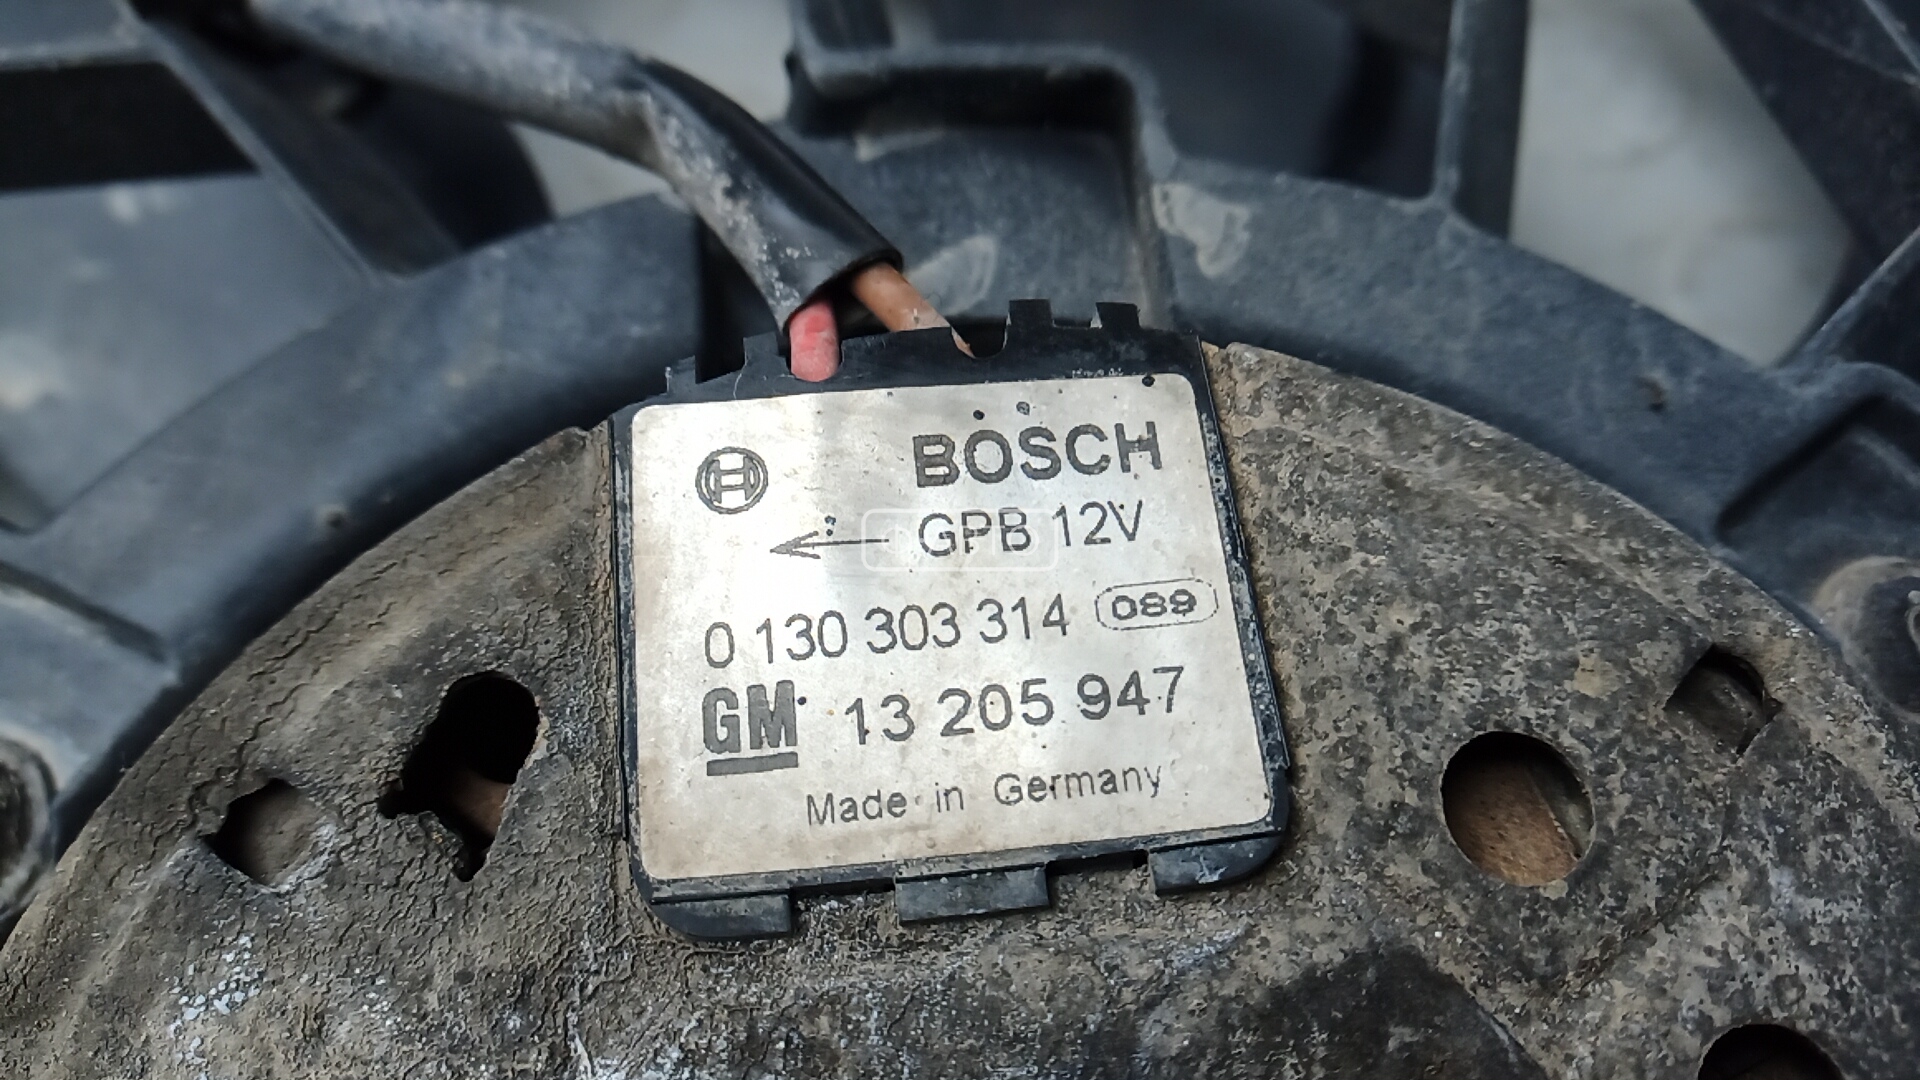 BOSCH
GPB 12V
0 130 303 314 089
GM 13 205 947
Made in Germany